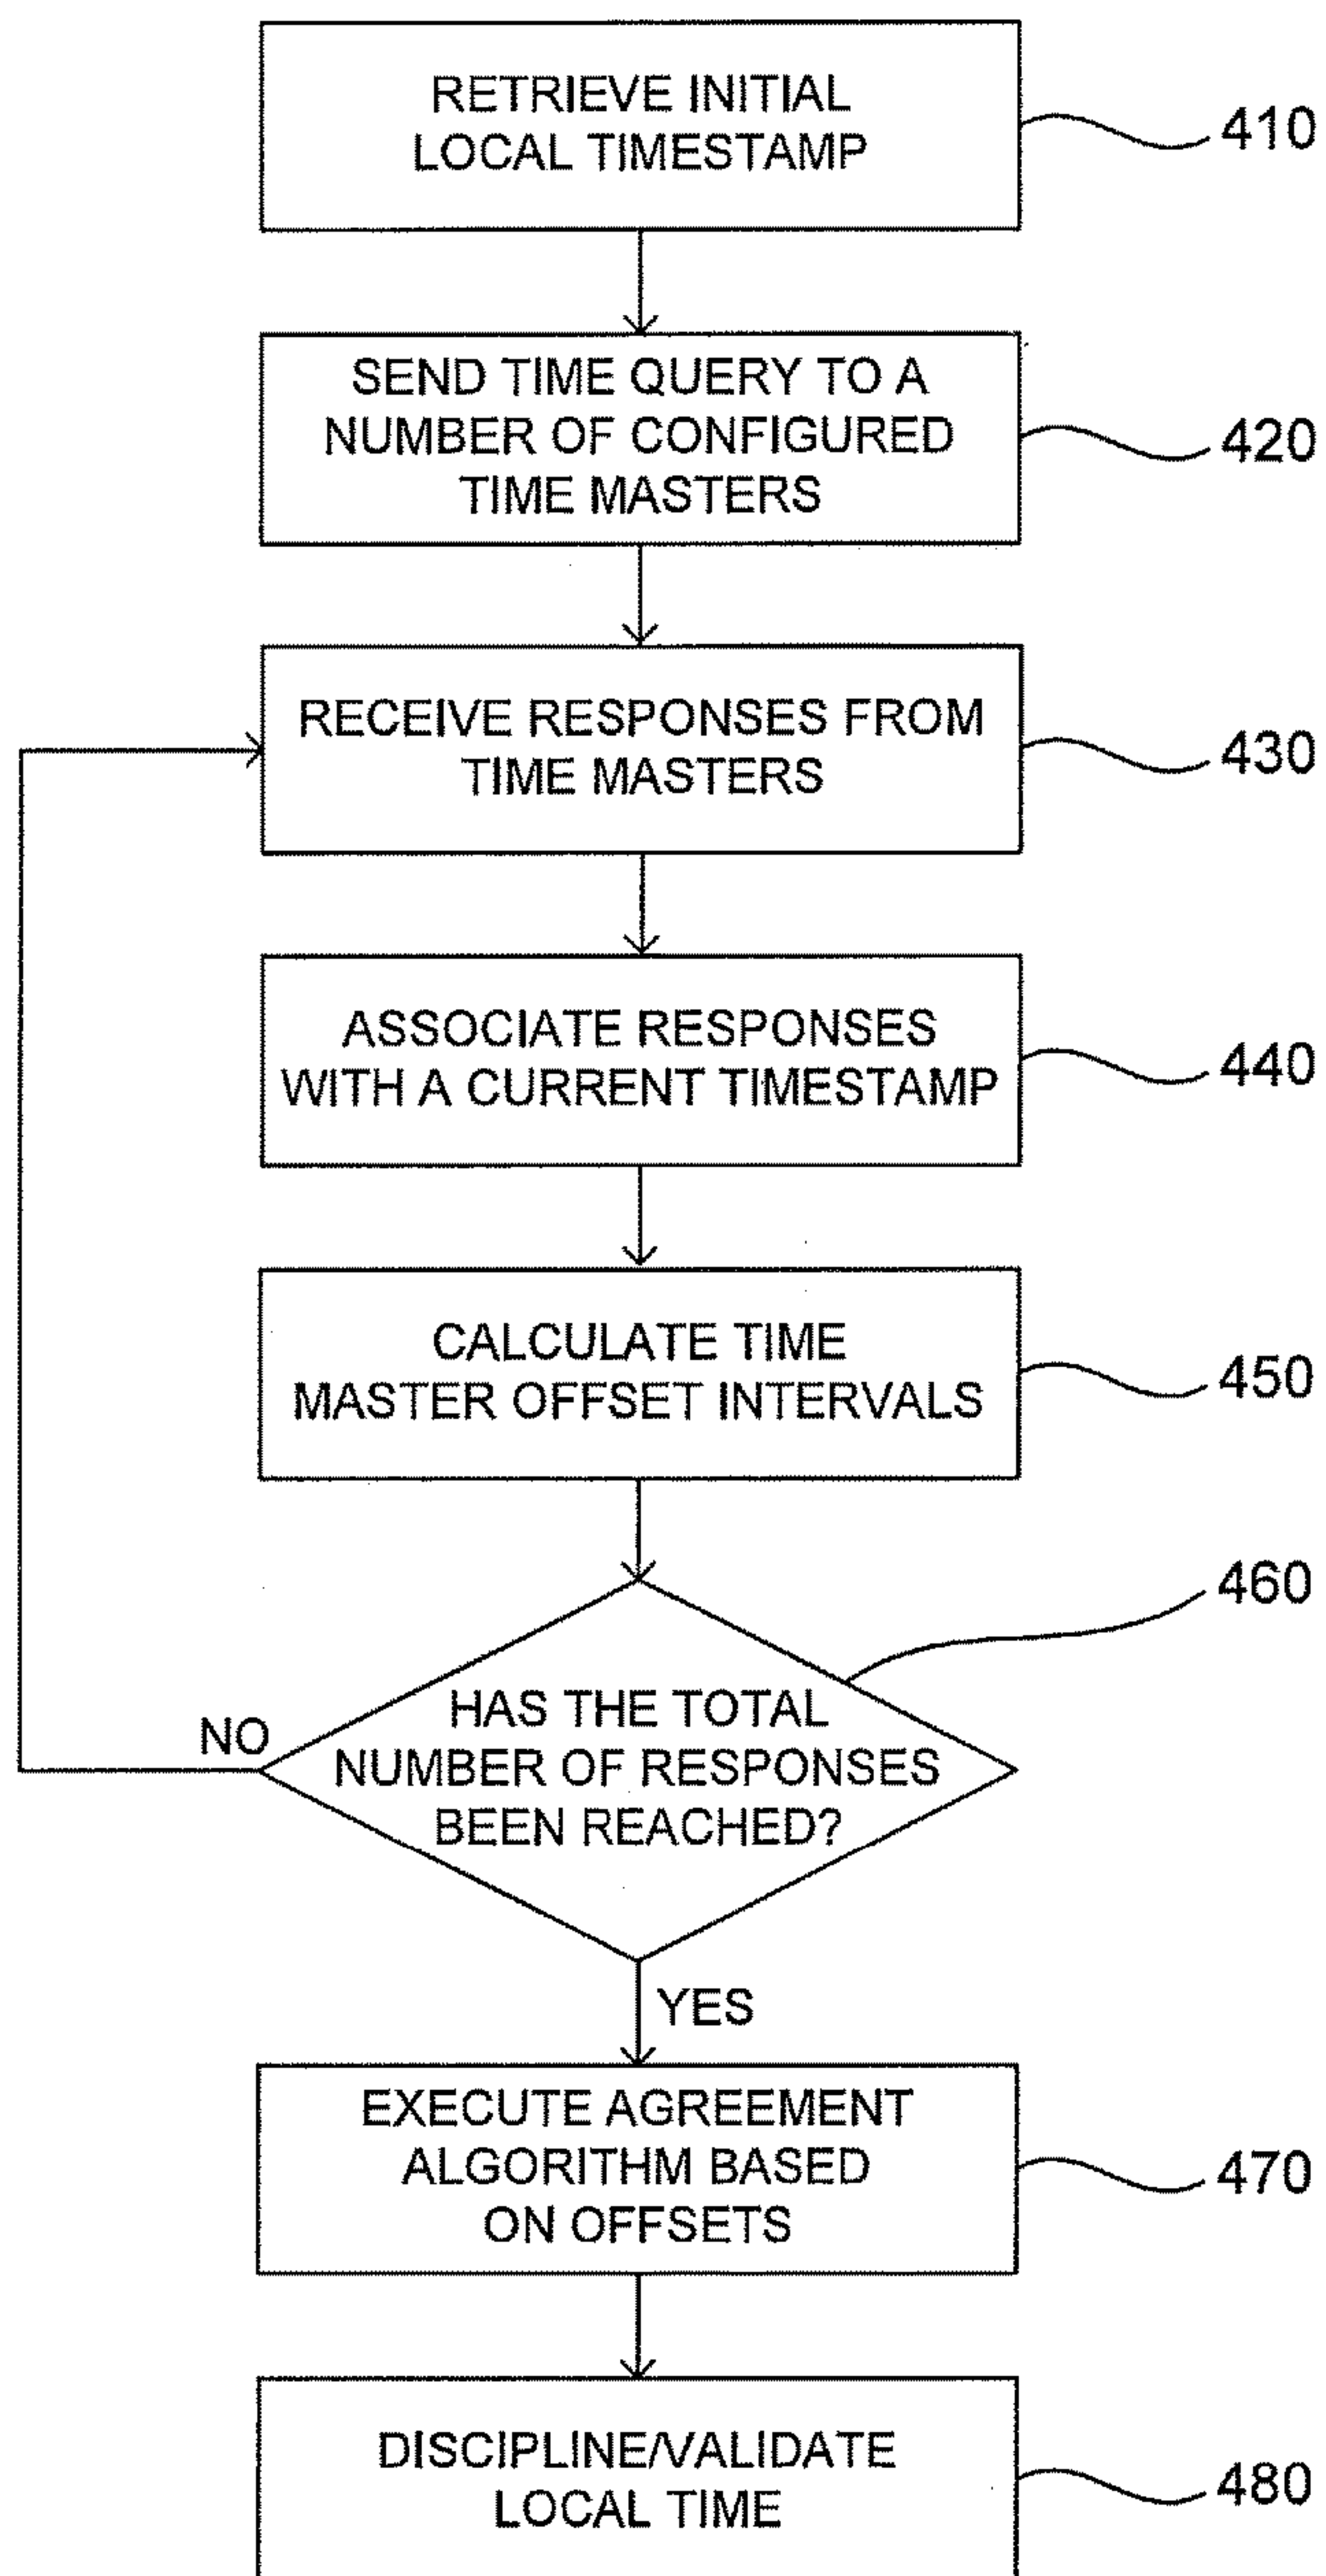 RETRIEVE INITIAL
LOCAL TIMESTAMP
410
SEND TIME QUERY TO A
NUMBER OF CONFIGURED
TIME MASTERS
420
RECEIVE RESPONSES FROM
TIME MASTERS
430
ASSOCIATE RESPONSES
WITH A CURRENT TIMESTAMP
440
CALCULATE TIME
MASTER OFFSET INTERVALS
450
460
HAS THE TOTAL
NUMBER OF RESPONSES
BEEN REACHED?
NO
YES
EXECUTE AGREEMENT
ALGORITHM BASED
ON OFFSETS
470
DISCIPLINE/VALIDATE
LOCAL TIME
480